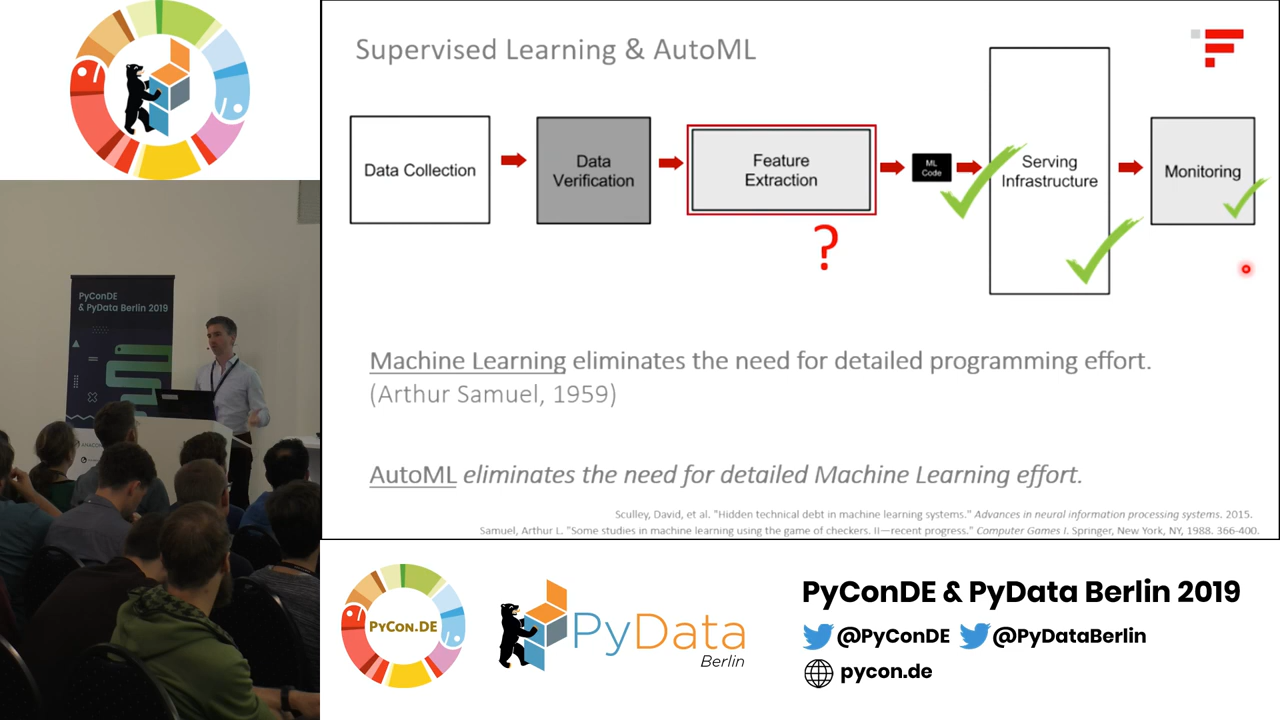 Supervised Learning & AutoML
Data Collection
Data
Verification
Feature
Extraction
ML
Code
Serving
Infrastructure
Monitoring
?
Machine Learning eliminates the need for detailed programming effort.
(Arthur Samuel, 1959)
AutoML eliminates the need for detailed Machine Learning effort.
Sculley, David, et al. "Hidden technical debt in machine learning systems." Advances in neural information processing systems. 2015.
Samuel, Arthur L. "Some studies in machine learning using the game of checkers. II—recent progress." Computer Games I. Springer, New York, NY, 1988. 366-400.
PyConDE
& PyData Berlin 2019
PYCON.DE
PyData
Berlin
PyConDE & PyData Berlin 2019
@PyConDE @PyDataBerlin
pycon.de